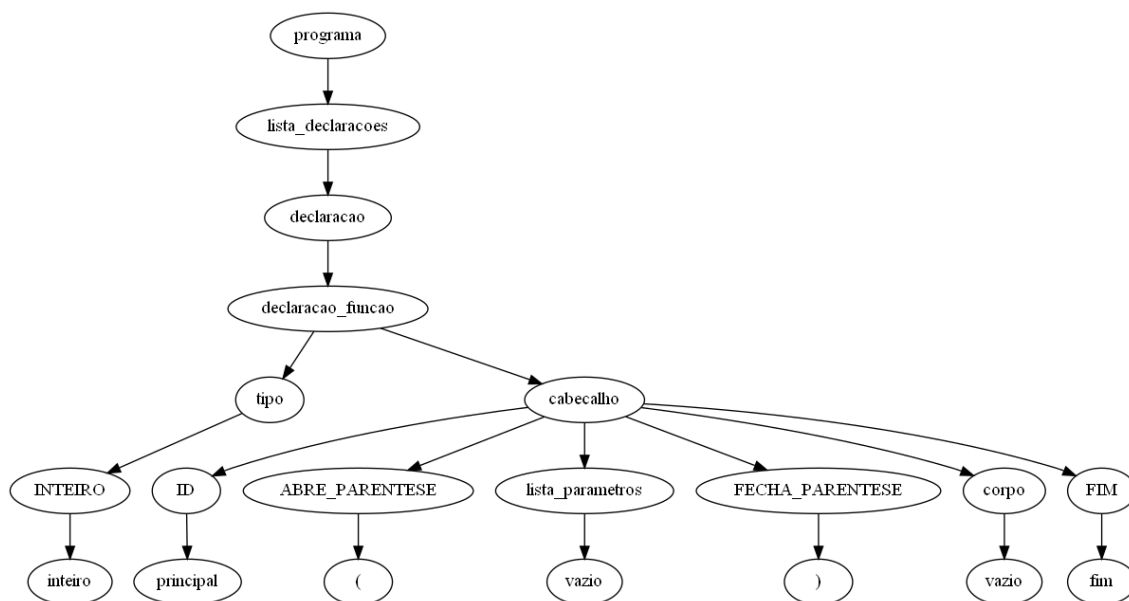 programa
lista_declaracoes
declaracao
declaracao_funcao
tipo
cabecalho
INTEIRO
ID
ABRE_PARENTESE
lista_parametros
FECHA_PARENTESE
corpo
FIM
inteiro
principal
(
vazio
)
vazio
fim